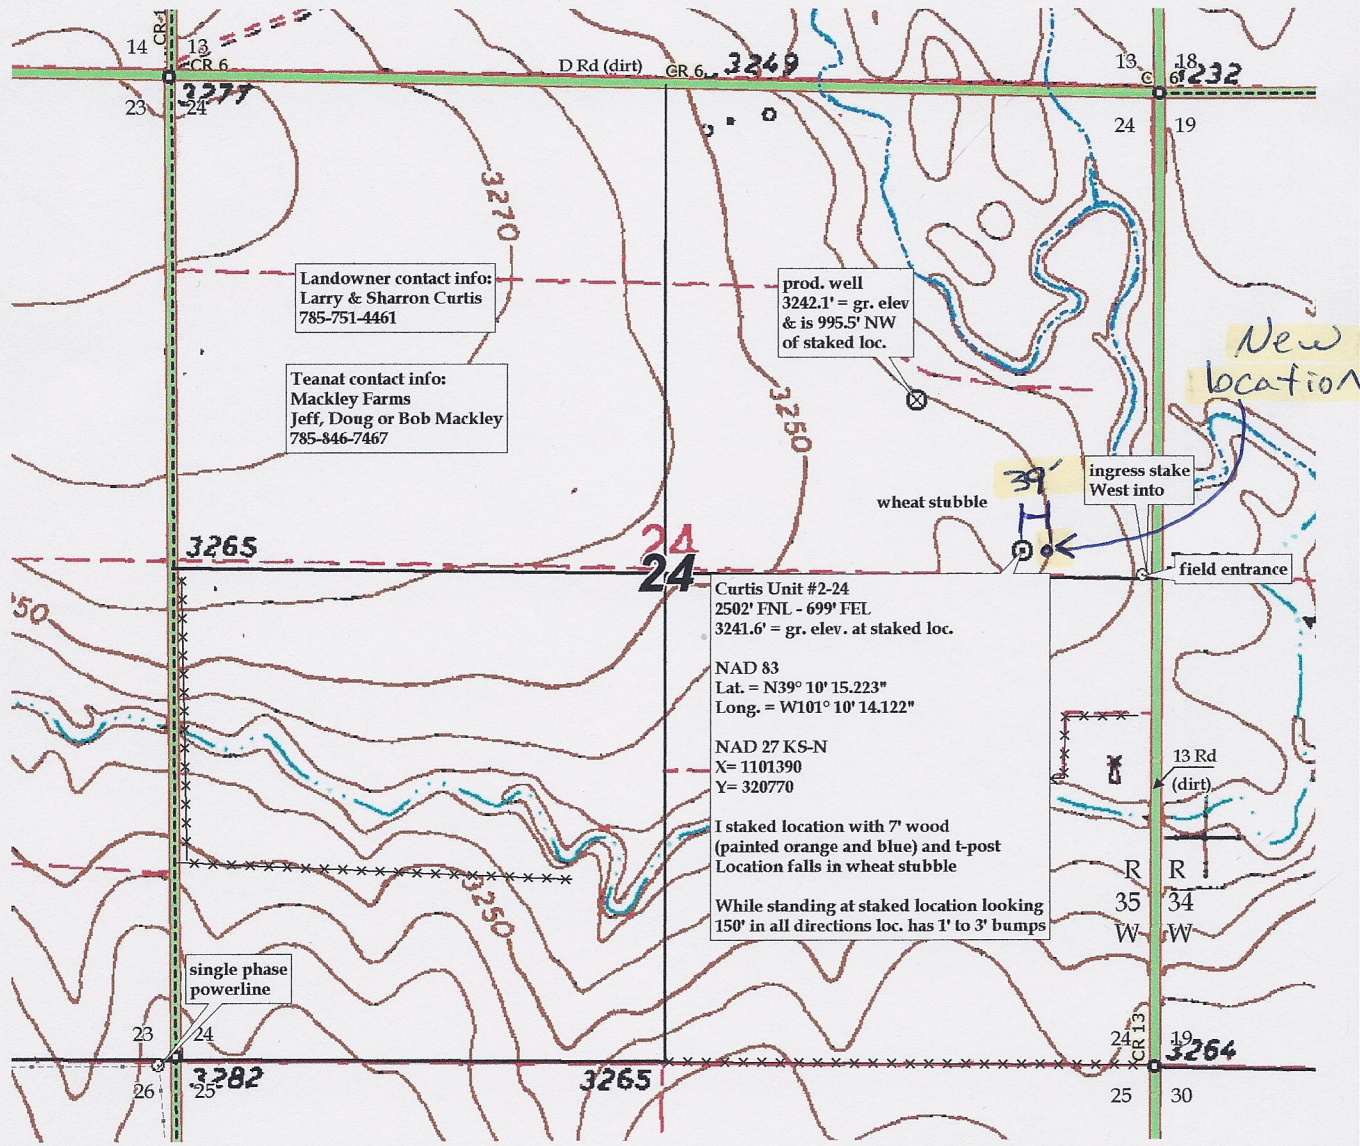 CR 1
14
13
CR 6
D Rd (dirt)
CR 6
3249
13
18
C 6
3232
3277
23
24
24
19
3270
Landowner contact info:
Larry & Sharron Curtis
785-751-4461
prod. well
3242.1' = gr. elev
& is 995.5' NW
of staked loc.
New
location
Teanat contact info:
Mackley Farms
Jeff, Doug or Bob Mackley
785-846-7467
3250
39'
ingress stake
West into
wheat stubble
3265
24
24
field entrance
50
Curtis Unit #2-24
2502' FNL - 699' FEL
3241.6' = gr. elev. at staked loc.
NAD 83
Lat. = N39° 10' 15.223"
Long. = W101° 10' 14.122"
NAD 27 KS-N
X= 1101390
Y= 320770
I staked location with 7' wood
(painted orange and blue) and t-post
Location falls in wheat stubble
While standing at staked location looking
150' in all directions loc. has 1' to 3' bumps
13 Rd
(dirt)
R R
35 34
W W
3250
single phase
powerline
23
24
24
19
CR 13
3264
3282
3265
26
25
25
30